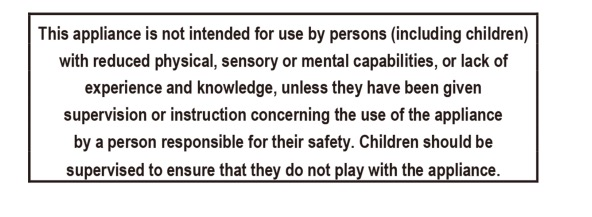 This appliance is not intended for use by persons (including children)
with reduced physical, sensory or mental capabilities, or lack of
experience and knowledge, unless they have been given
supervision or instruction concerning the use of the appliance
by a person responsible for their safety. Children should be
supervised to ensure that they do not play with the appliance.